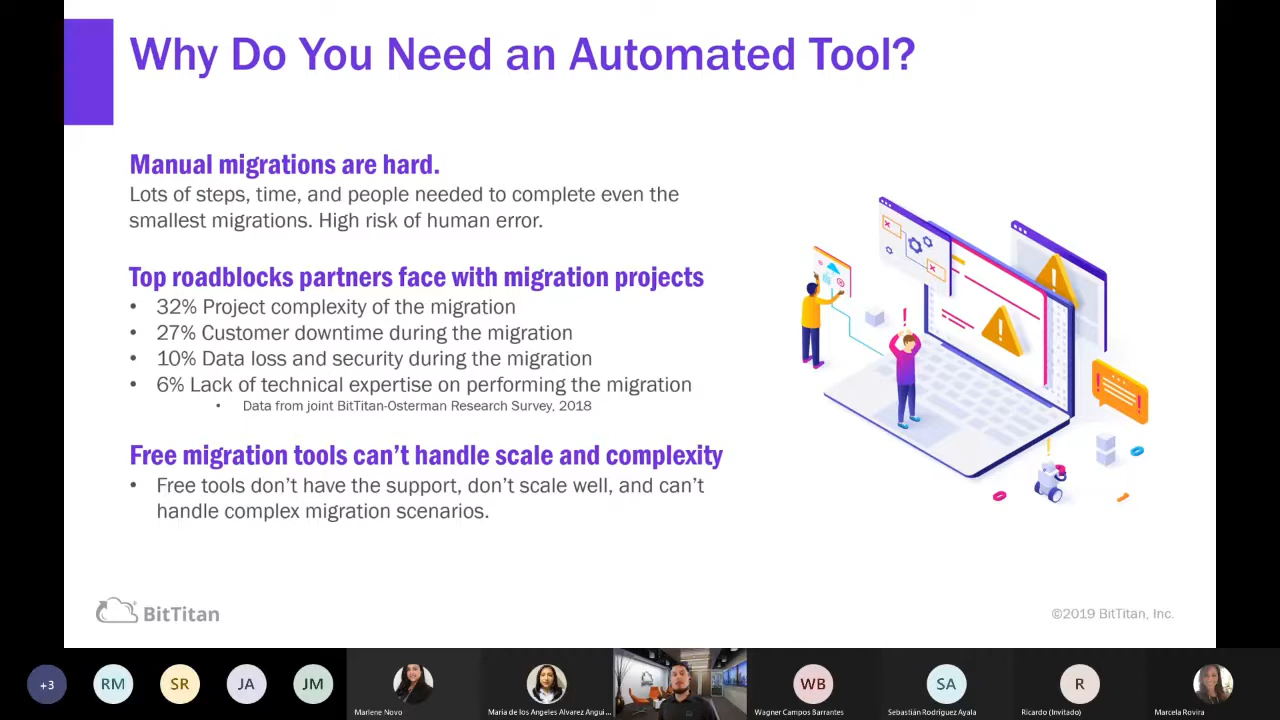 Why Do You Need an Automated Tool?
Manual migrations are hard.
Lots of steps, time, and people needed to complete even the
smallest migrations. High risk of human error.
Top roadblocks partners face with migration projects
• 32% Project complexity of the migration
• 27% Customer downtime during the migration
• 10% Data loss and security during the migration
• 6% Lack of technical expertise on performing the migration
• Data from joint BitTitan-Osterman Research Survey, 2018
Free migration tools can’t handle scale and complexity
• Free tools don’t have the support, don’t scale well, and can’t
handle complex migration scenarios.
BitTitan
©2019 BitTitan, Inc.
+3
RM
SR
JA
JM
WB
SA
R
Marlene Novo
Maria de los Angeles Alvarez Angui...
Wagner Campos Barrantes
Sebastián Rodríguez Ayala
Ricardo (Invitado)
Marcela Rovira